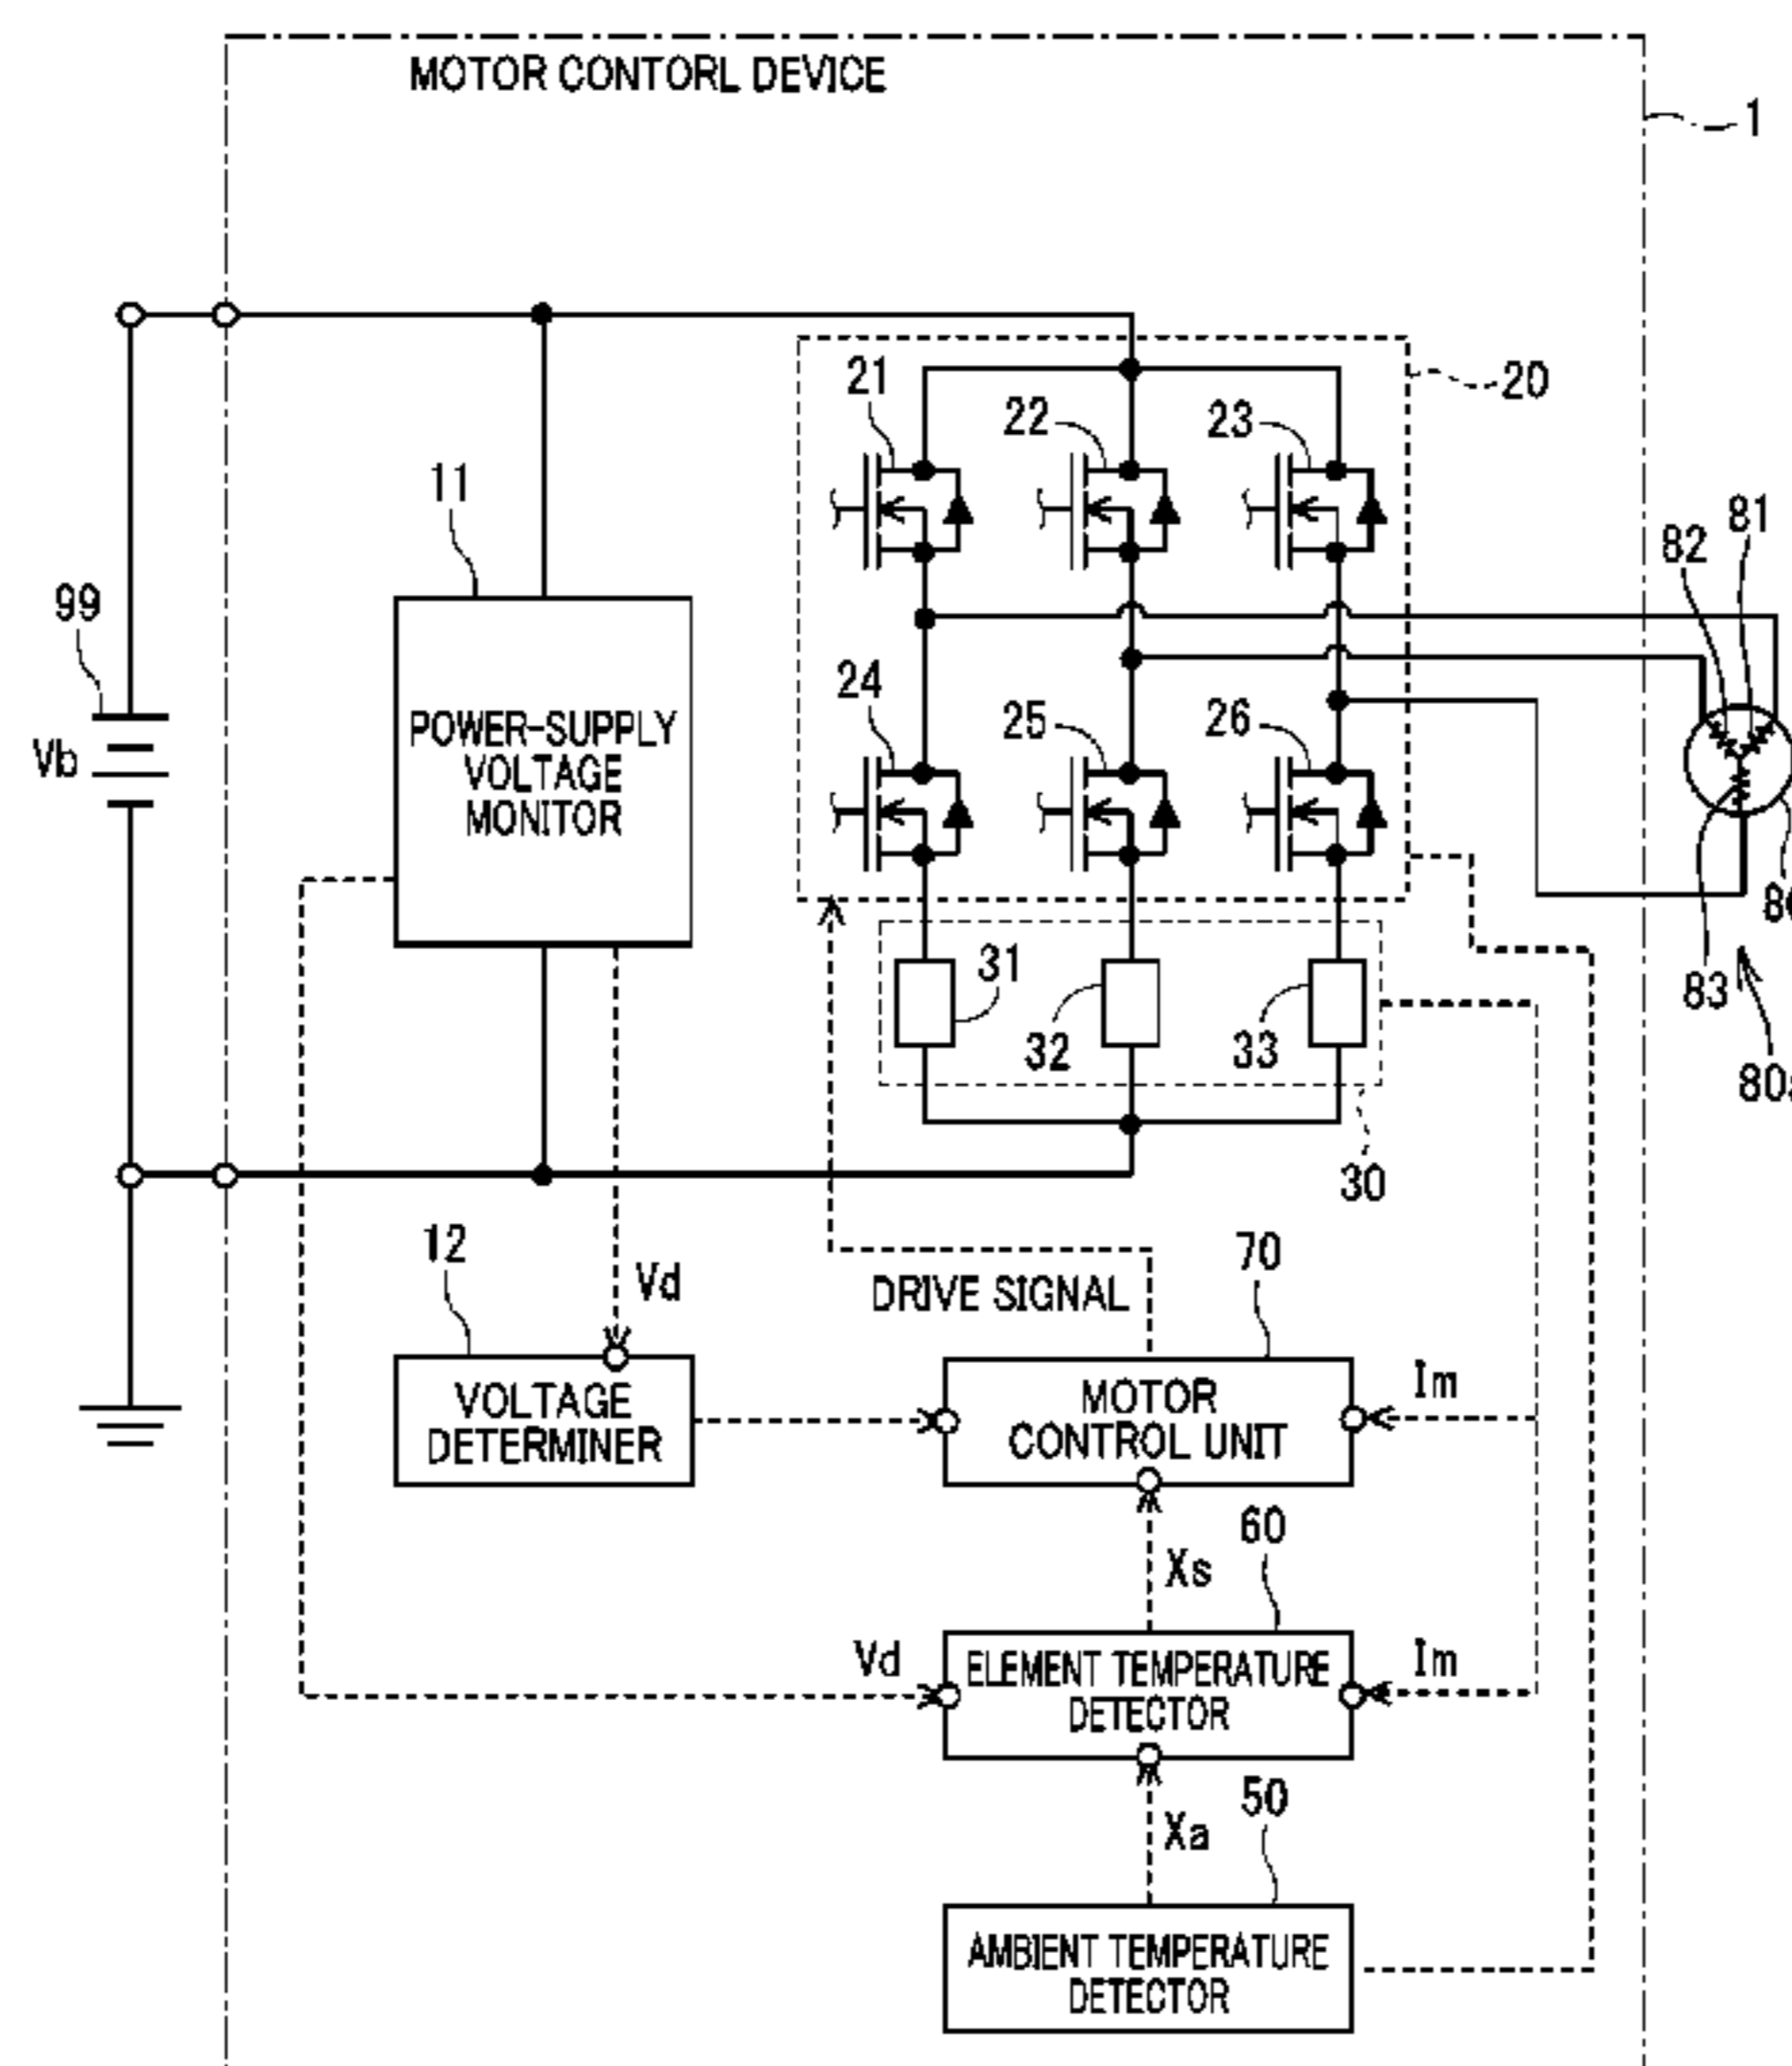 MOTOR CONTORL DEVICE
1
21
22
23
20
11
81
82
99
24
25
26
Vb
POWER-SUPPLY
VOLTAGE
MONITOR
31
32
33
83
30
12
Vd
DRIVE SIGNAL
70
VOLTAGE
DETERMINER
MOTOR
CONTROL UNIT
Im
Xs
60
Vd
ELEMENT TEMPERATURE
DETECTOR
Im
Xa
50
AMBIENT TEMPERATURE
DETECTOR